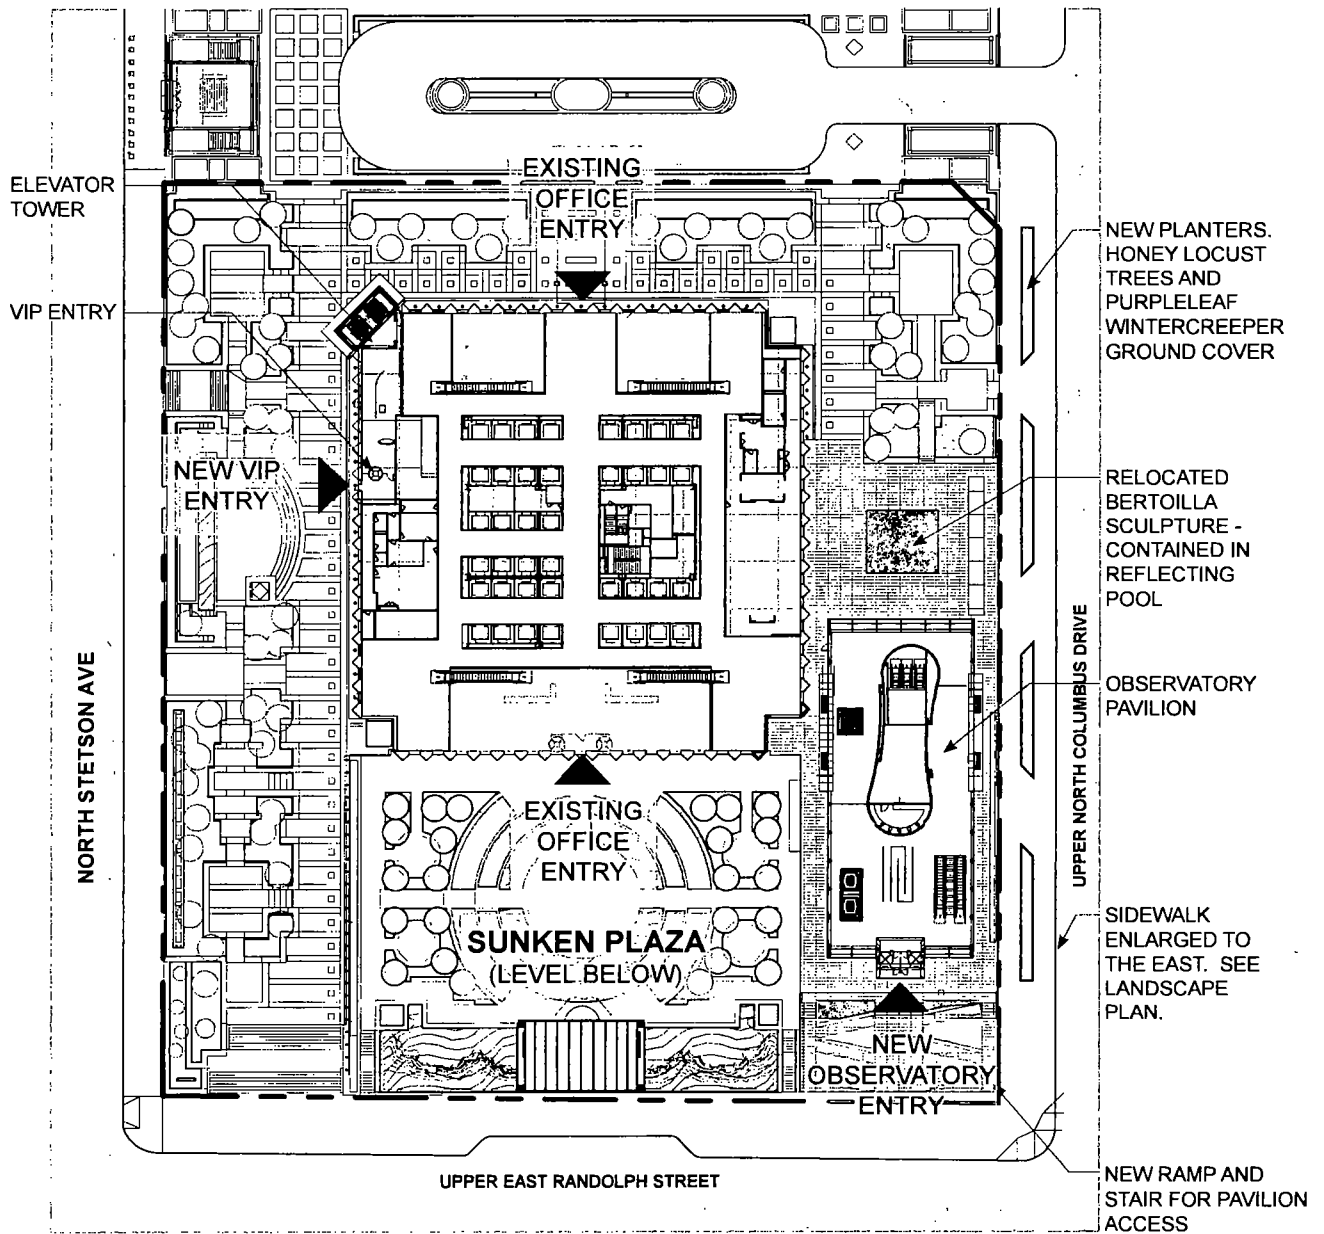 EXISTING
OFFICE
ENTRY
ELEVATOR
TOWER
VIP ENTRY
NEW VIP
ENTRY
NEW PLANTERS.
HONEY LOCUST
TREES AND
PURPLELEAF
WINTERCREEPER
GROUND COVER
RELOCATED
BERTOILLA
SCULPTURE -
CONTAINED IN
REFLECTING
POOL
OBSERVATORY
PAVILION
NORTH STETSON AVE
UPPER NORTH COLUMBUS DRIVE
EXISTING
OFFICE
ENTRY
SUNKEN PLAZA
(LEVEL BELOW)
SIDEWALK
ENLARGED TO
THE EAST. SEE
LANDSCAPE
PLAN.
NEW
OBSERVATORY
ENTRY
UPPER EAST RANDOLPH STREET
NEW RAMP AND
STAIR FOR PAVILION
ACCESS